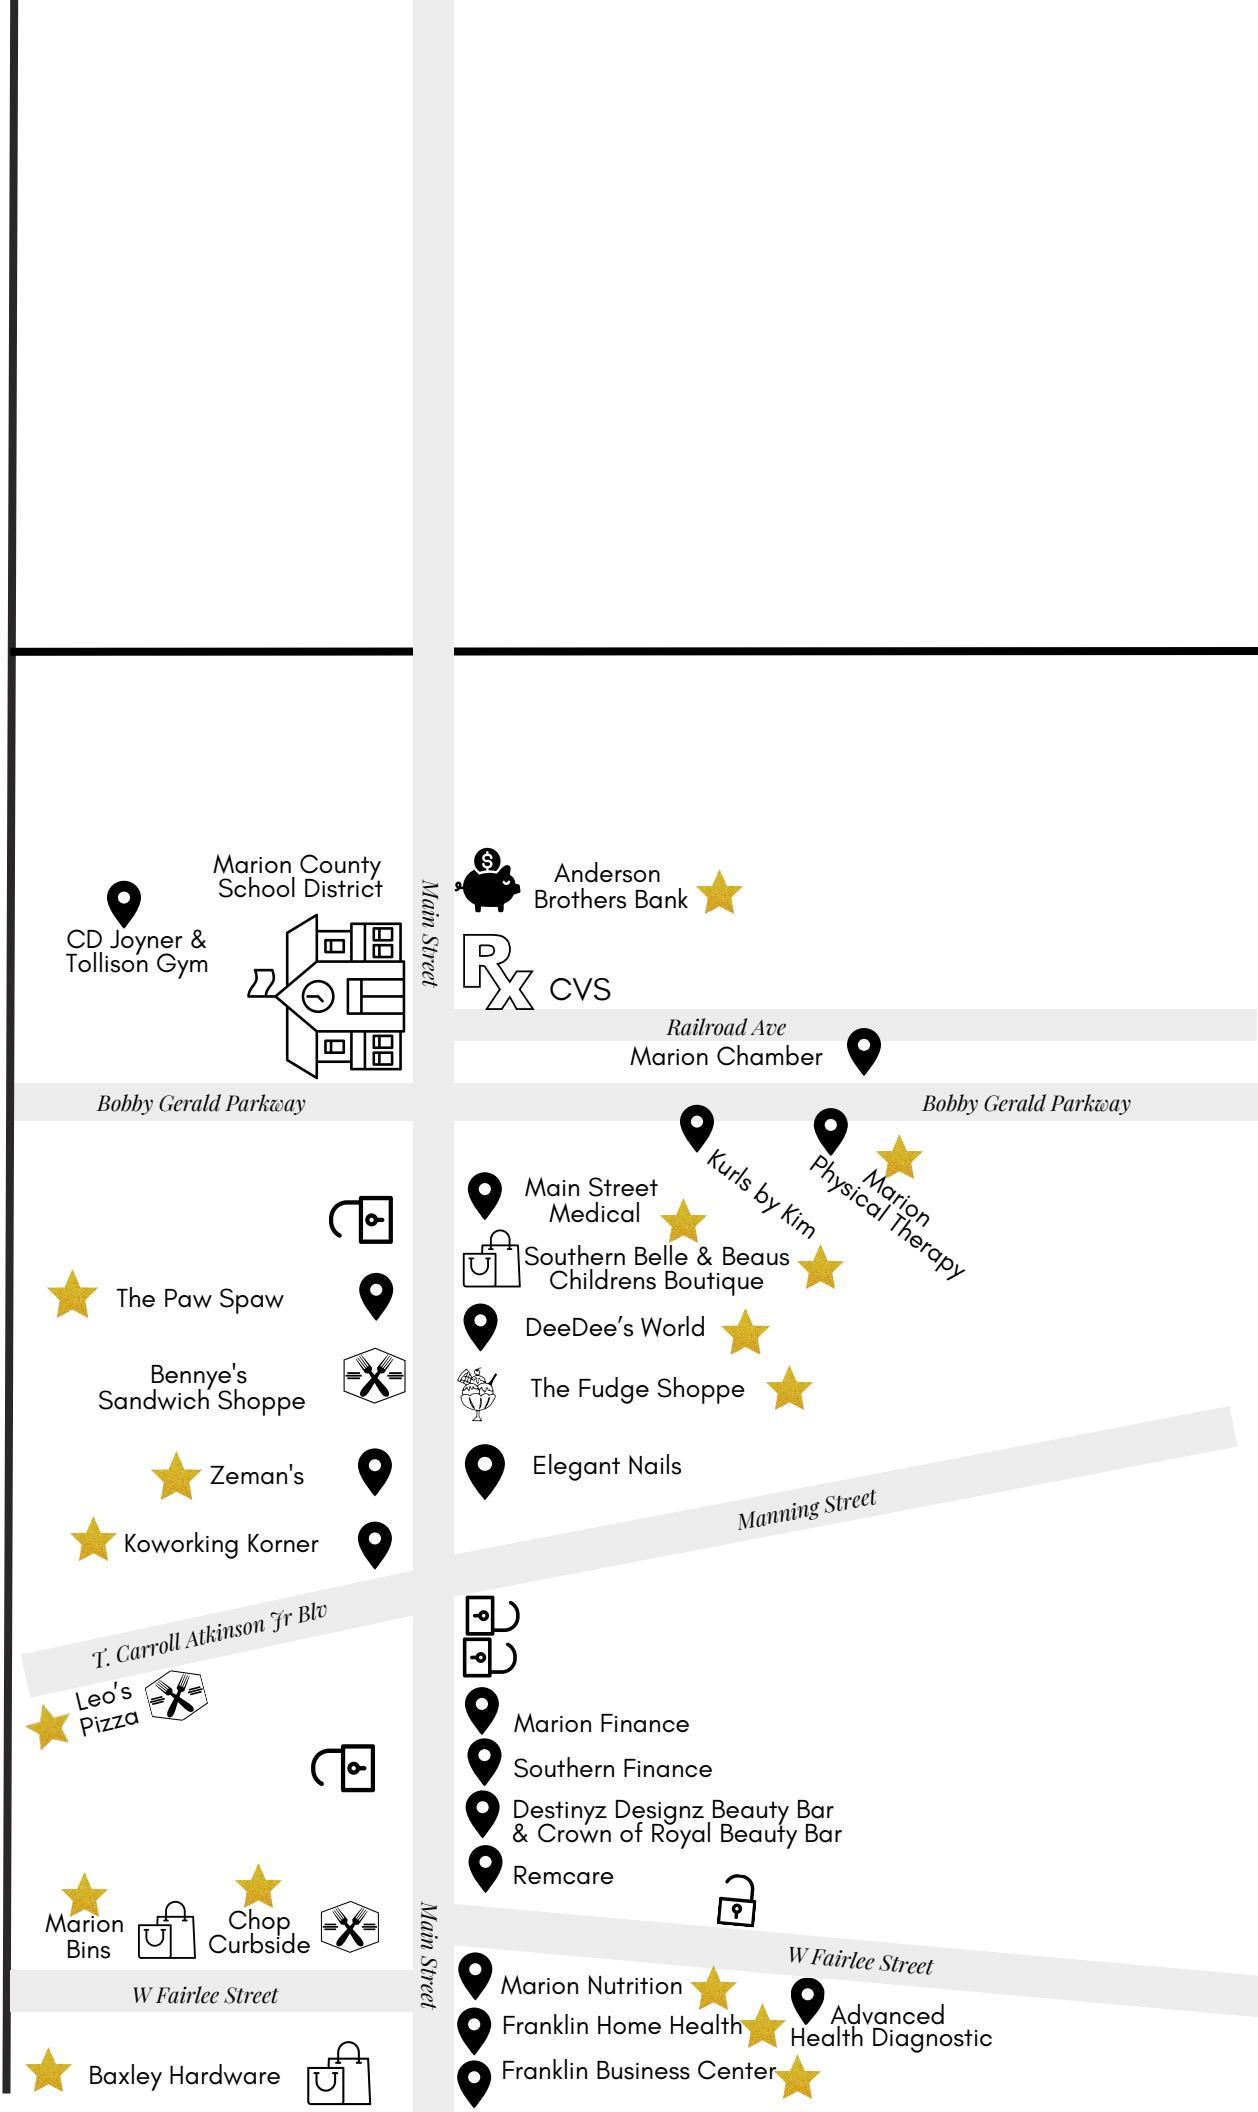 Marion County
School District
CD Joyner &
Tollison Gym
Main Street
$
Anderson
Brothers Bank
RX
CVS
Railroad Ave
Marion Chamber
Bobby Gerald Parkway
Bobby Gerald Parkway
Kurls by Kim
Marion
Physical Therapy
Main Street
Medical
Southern Belle & Beaus
Childrens Boutique
The Paw Spaw
DeeDee's World
Bennye's
Sandwich Shoppe
The Fudge Shoppe
Zeman's
Elegant Nails
Koworking Korner
Manning Street
T. Carroll Atkinson Jr Blv
Leo's
Pizza
Marion Finance
Southern Finance
Destinyz Designz Beauty Bar
& Crown of Royal Beauty Bar
Remcare
Marion
Bins
Chop
Curbside
Main Street
W Fairlee Street
W Fairlee Street
Marion Nutrition
Franklin Home Health
Advanced
Health Diagnostic
Franklin Business Center
Baxley Hardware